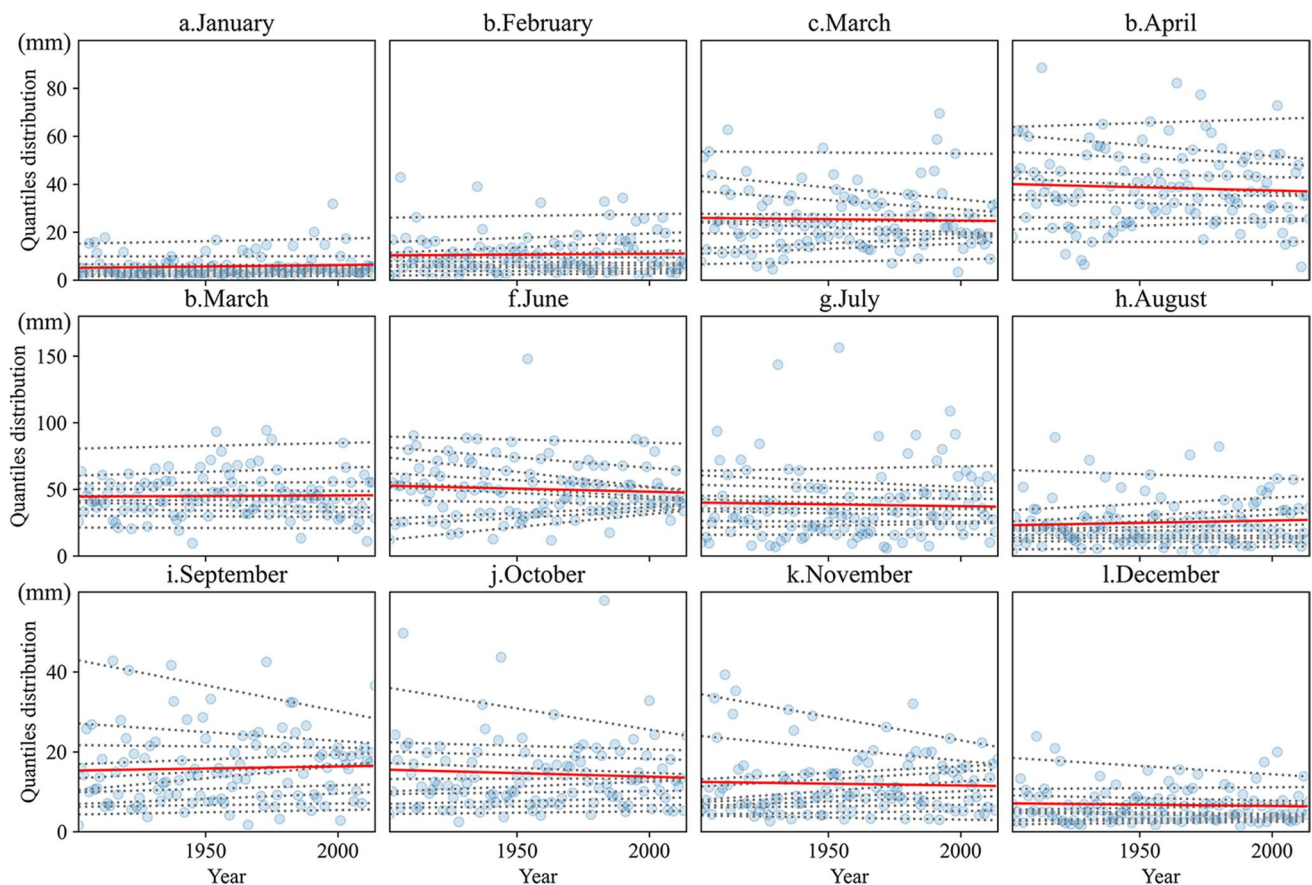 a.January
b.February
c.March
b.April
(mm)
Quantiles distribution
80
60
40
20
0
b.March
f.June
g.July
h.August
(mm)
Quantiles distribution
150
100
50
0
i.September
j.October
k.November
l.December
(mm)
Quantiles distribution
40
20
0
1950 2000 1950 2000 1950 2000 1950 2000
Year Year Year Year